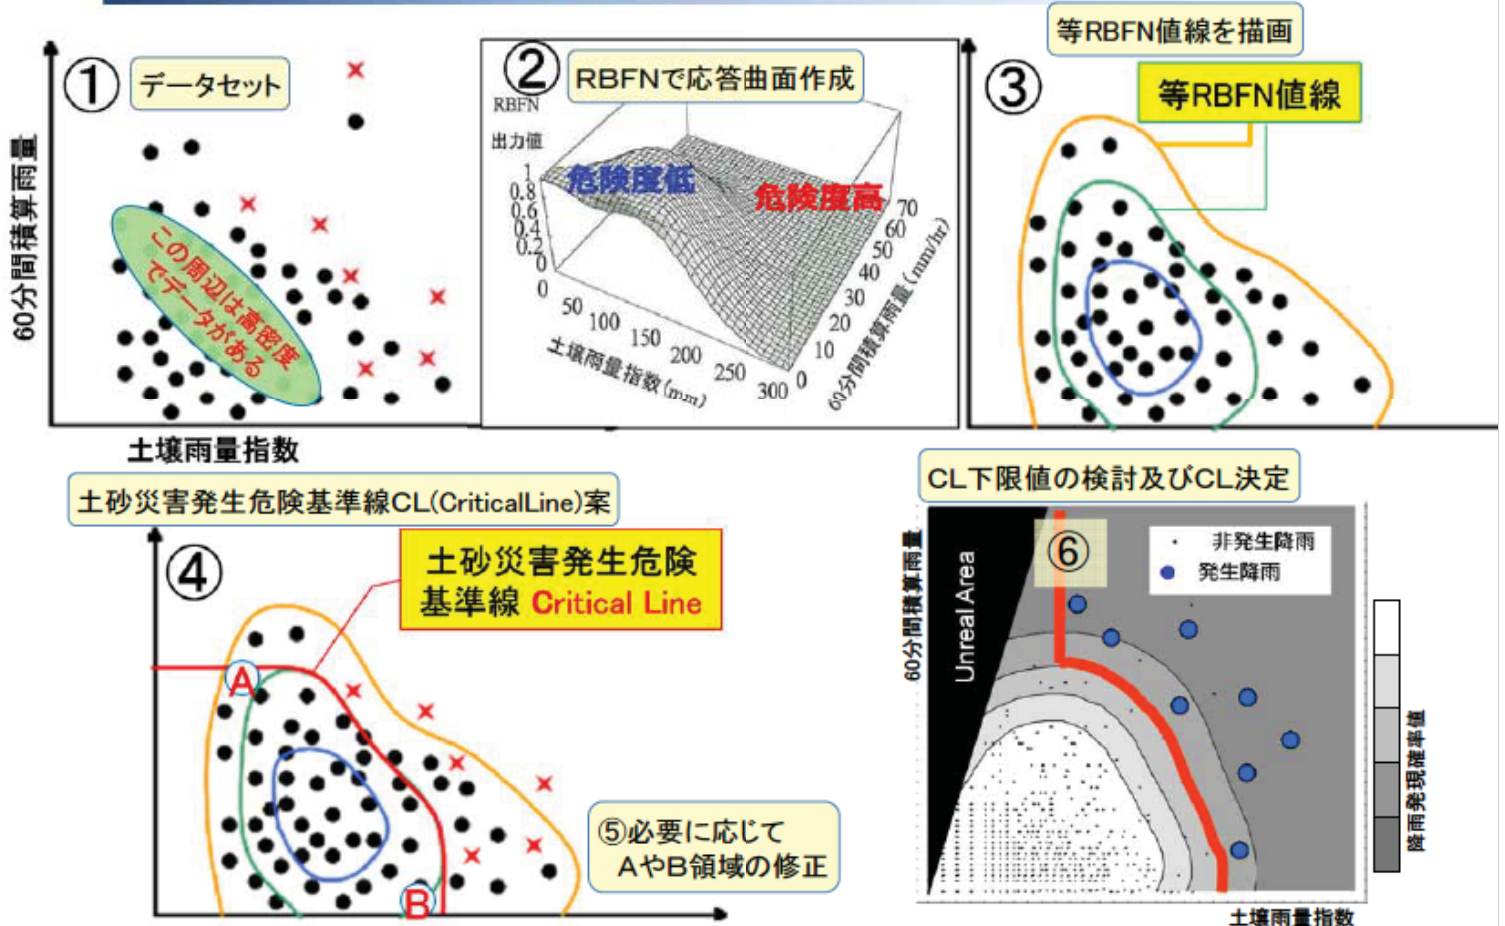 ①
データセット
60分間積算雨量
この周辺は高密度
でデータがある
土壌雨量指数
②
RBFNで応答曲面作成
RBFN
出力値
1
0.8
0.6
0.4
0.2
0
危険度低
危険度高
0
50
100
150
200
250
300
土壌雨量指数(mm)
0
10
20
30
40
50
60
70
60分間積算雨量(mm/hr)
③
等RBFN値線を描画
等RBFN値線
土砂災害発生危険基準線CL(CriticalLine)案
④
土砂災害発生危険
基準線 Critical Line
A
B
⑤必要に応じて
AやB領域の修正
CL下限値の検討及びCL決定
⑥
60分間積算雨量
Unreal Area
非発生降雨
発生降雨
降雨発現確率値
土壌雨量指数